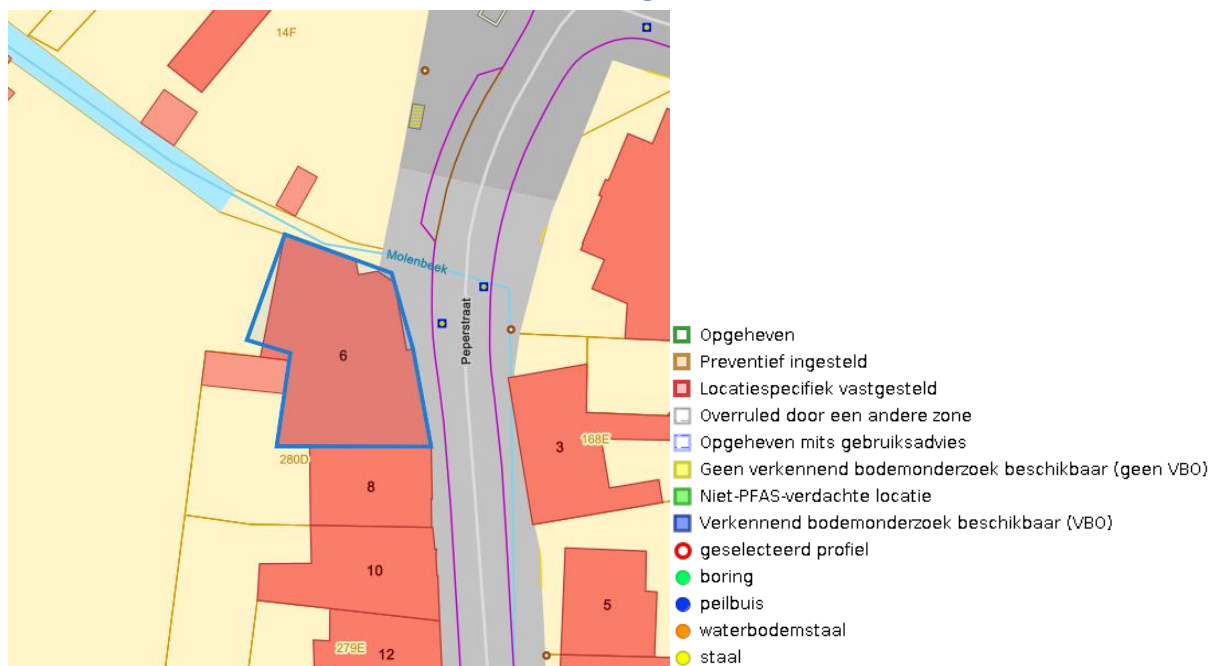 14F
Molenbeek
Peperstraat
6
3
168E
280D
8
10
5
279E
12
Opgeheven
Preventief ingesteld
Locatiespecifiek vastgesteld
Overruled door een andere zone
Opgeheven mits gebruiksadvies
Geen verkennend bodemonderzoek beschikbaar (geen VBO)
Niet-PFAS-verdachte locatie
Verkennend bodemonderzoek beschikbaar (VBO)
geselecteerd profiel
boring
peilbuis
waterbodemstaal
staal